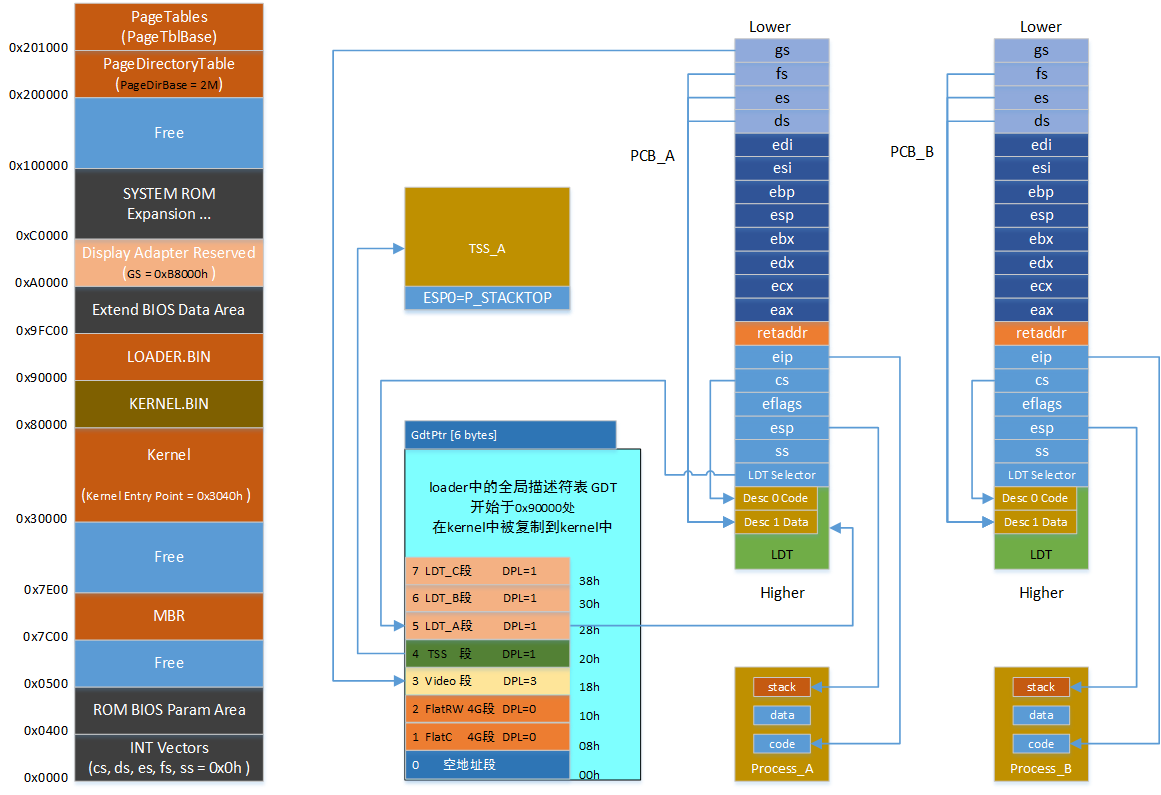 PageTables
(PageTblBase)
0x201000
PageDirectoryTable
(PageDirBase = 2M)
0x200000
Free
0x100000
SYSTEM ROM
Expansion ...
0xC0000
Display Adapter Reserved
(GS = 0xB8000h )
0xA0000
Extend BIOS Data Area
0x9FC00
LOADER.BIN
0x90000
KERNEL.BIN
0x80000
Kernel
(Kernel Entry Point = 0x3040h )
0x30000
Free
0x7E00
MBR
0x7C00
Free
0x0500
ROM BIOS Param Area
0x0400
INT Vectors
(cs, ds, es, fs, ss = 0x0h )
0x0000
TSS_A
ESP0=P_STACKTOP
GdtPtr [6 bytes]
loader中的全局描述符表 GDT
开始于0x90000处
在kernel中被复制到kernel中
7 LDT_C段 DPL=1
38h
6 LDT_B段 DPL=1
30h
5 LDT_A段 DPL=1
28h
4 TSS 段 DPL=1
20h
3 Video 段 DPL=3
18h
2 FlatRW 4G段 DPL=0
10h
1 FlatC 4G段 DPL=0
08h
0 空地址段
00h
Lower
gs
fs
es
ds
PCB_A
edi
esi
ebp
esp
ebx
edx
ecx
eax
retaddr
eip
cs
eflags
esp
ss
LDT Selector
Desc 0 Code
Desc 1 Data
LDT
Higher
stack
data
code
Process_A
Lower
gs
fs
es
ds
PCB_B
edi
esi
ebp
esp
ebx
edx
ecx
eax
retaddr
eip
cs
eflags
esp
ss
LDT Selector
Desc 0 Code
Desc 1 Data
LDT
Higher
stack
data
code
Process_B